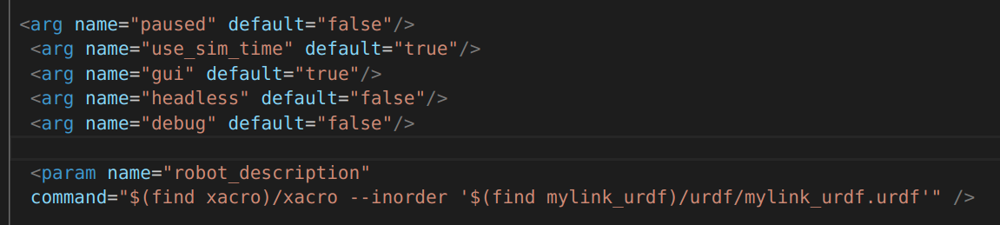 <arg name="paused" default="false"/>
<arg name="use_sim_time" default="true"/>
<arg name="gui" default="true"/>
<arg name="headless" default="false"/>
<arg name="debug" default="false"/>
<param name="robot_description"
command="$(find xacro)/xacro --inorder '$(find mylink_urdf)/urdf/mylink_urdf.urdf'" />